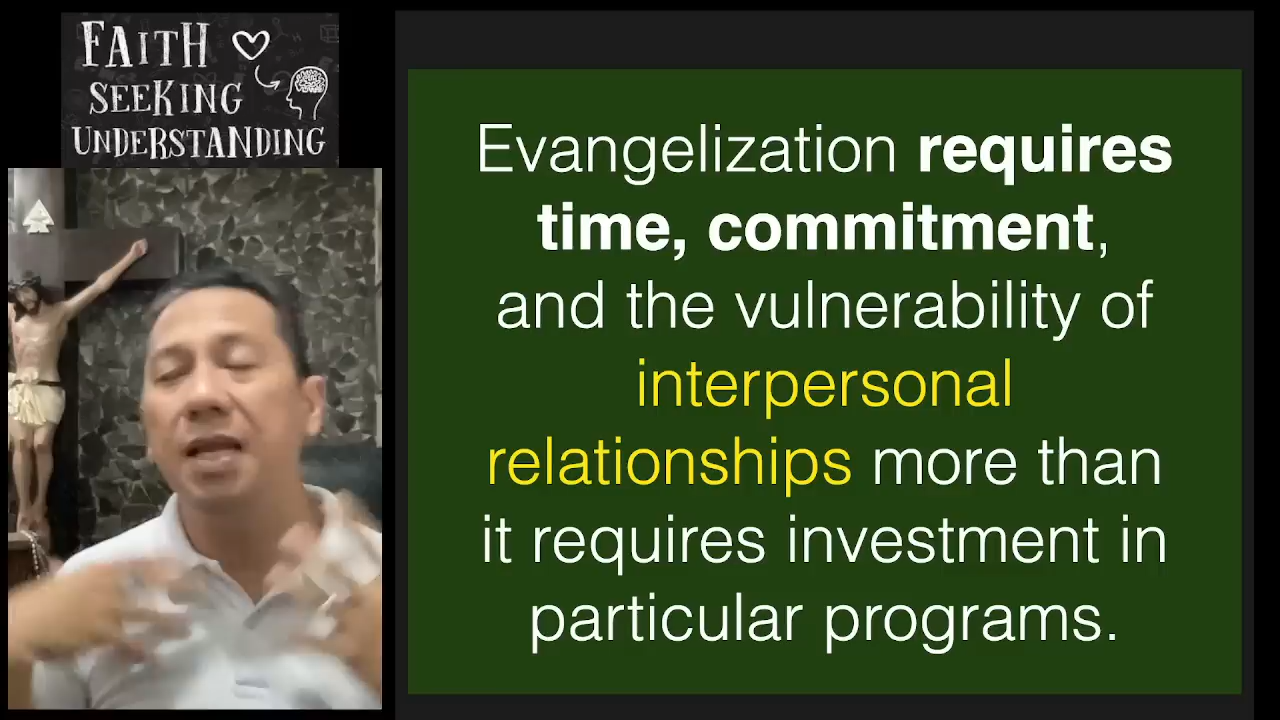 FAITH
SEEKING
UNDERSTANDING
Evangelization requires
time, commitment,
and the vulnerability of
interpersonal
relationships more than
it requires investment in
particular programs.